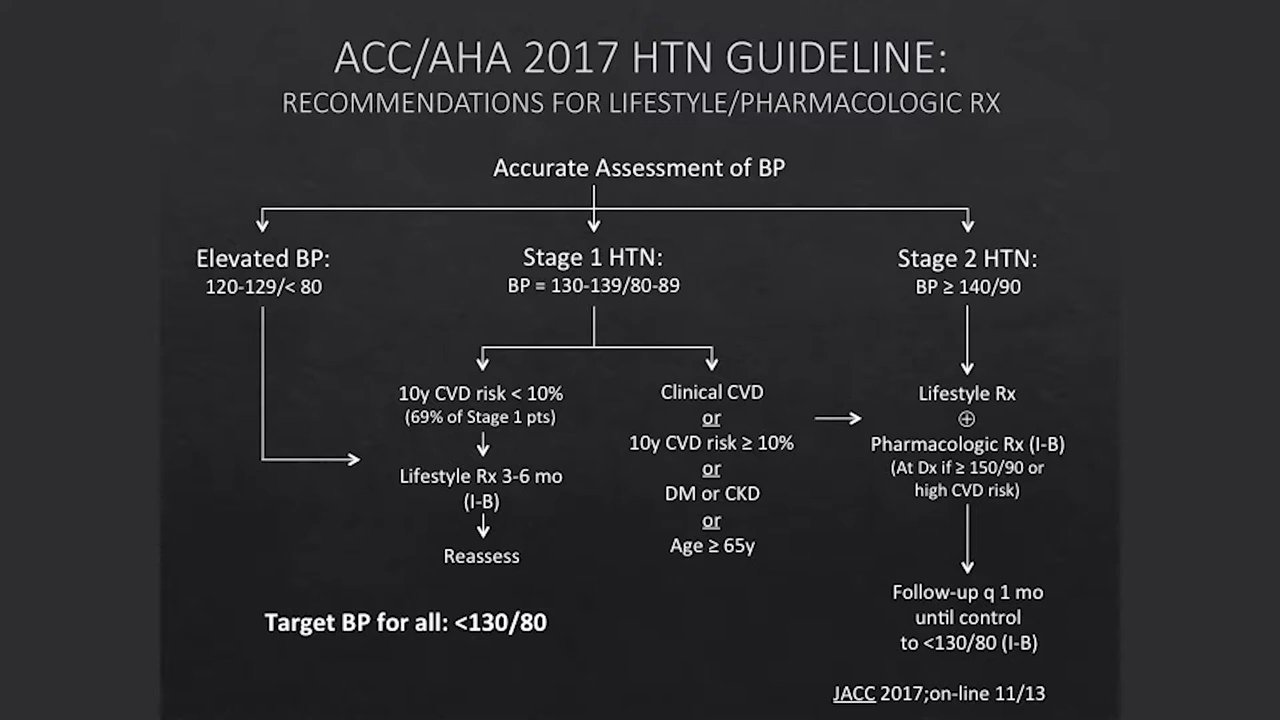 ACC/AHA 2017 HTN GUIDELINE:
RECOMMENDATIONS FOR LIFESTYLE/PHARMACOLOGIC RX
Accurate Assessment of BP
Elevated BP:
120-129/< 80
Stage 1 HTN:
BP = 130-139/80-89
Stage 2 HTN:
BP ≥ 140/90
10y CVD risk < 10%
(69% of Stage 1 pts)
Lifestyle Rx 3-6 mo
(I-B)
Reassess
Clinical CVD
or
10y CVD risk ≥ 10%
or
DM or CKD
or
Age ≥ 65y
Lifestyle Rx
⊕
Pharmacologic Rx (I-B)
(At Dx if ≥ 150/90 or
high CVD risk)
Follow-up q 1 mo
until control
to <130/80 (I-B)
Target BP for all: <130/80
JACC 2017;on-line 11/13